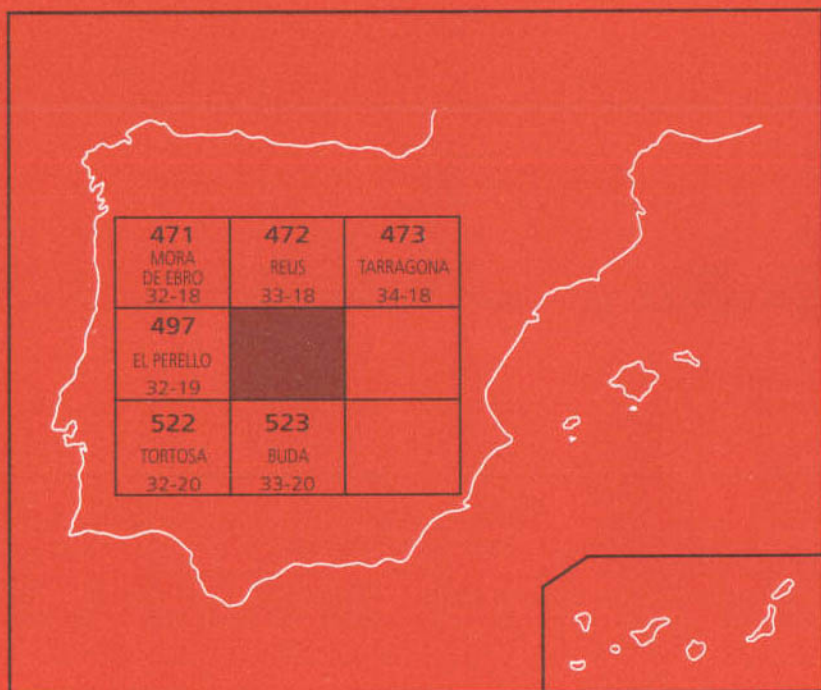 471
MORA
DE EBRO
32-18
472
REUS
33-18
473
TARRAGONA
34-18
497
EL PERELLO
32-19
522
TORTOSA
32-20
523
BUDA
33-20